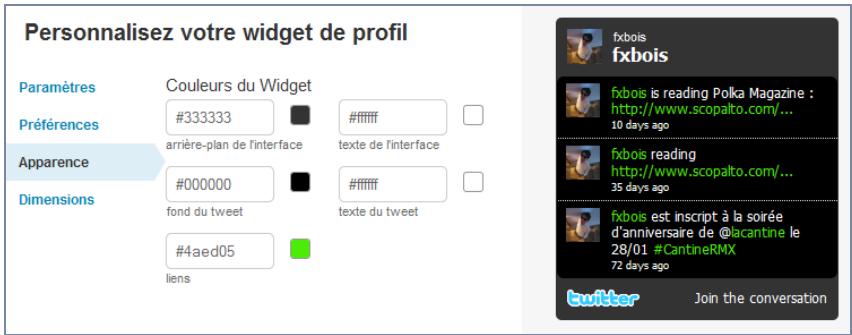 Personnalisez votre widget de profil
Paramètres
Préférences
Apparence
Dimensions
Couleurs du Widget
#333333
#ffffff
arrière-plan de l'interface
texte de l'interface
#000000
#ffffff
fond du tweet
texte du tweet
#4aed05
liens
fxbois
fxbois
fxbois is reading Polka Magazine :
http://www.scopalto.com/...
10 days ago
fxbois reading
http://www.scopalto.com/...
35 days ago
fxbois est inscript à la soirée
d'anniversaire de @lacantine le
28/01 #CantineRMX
72 days ago
twitter
Join the conversation